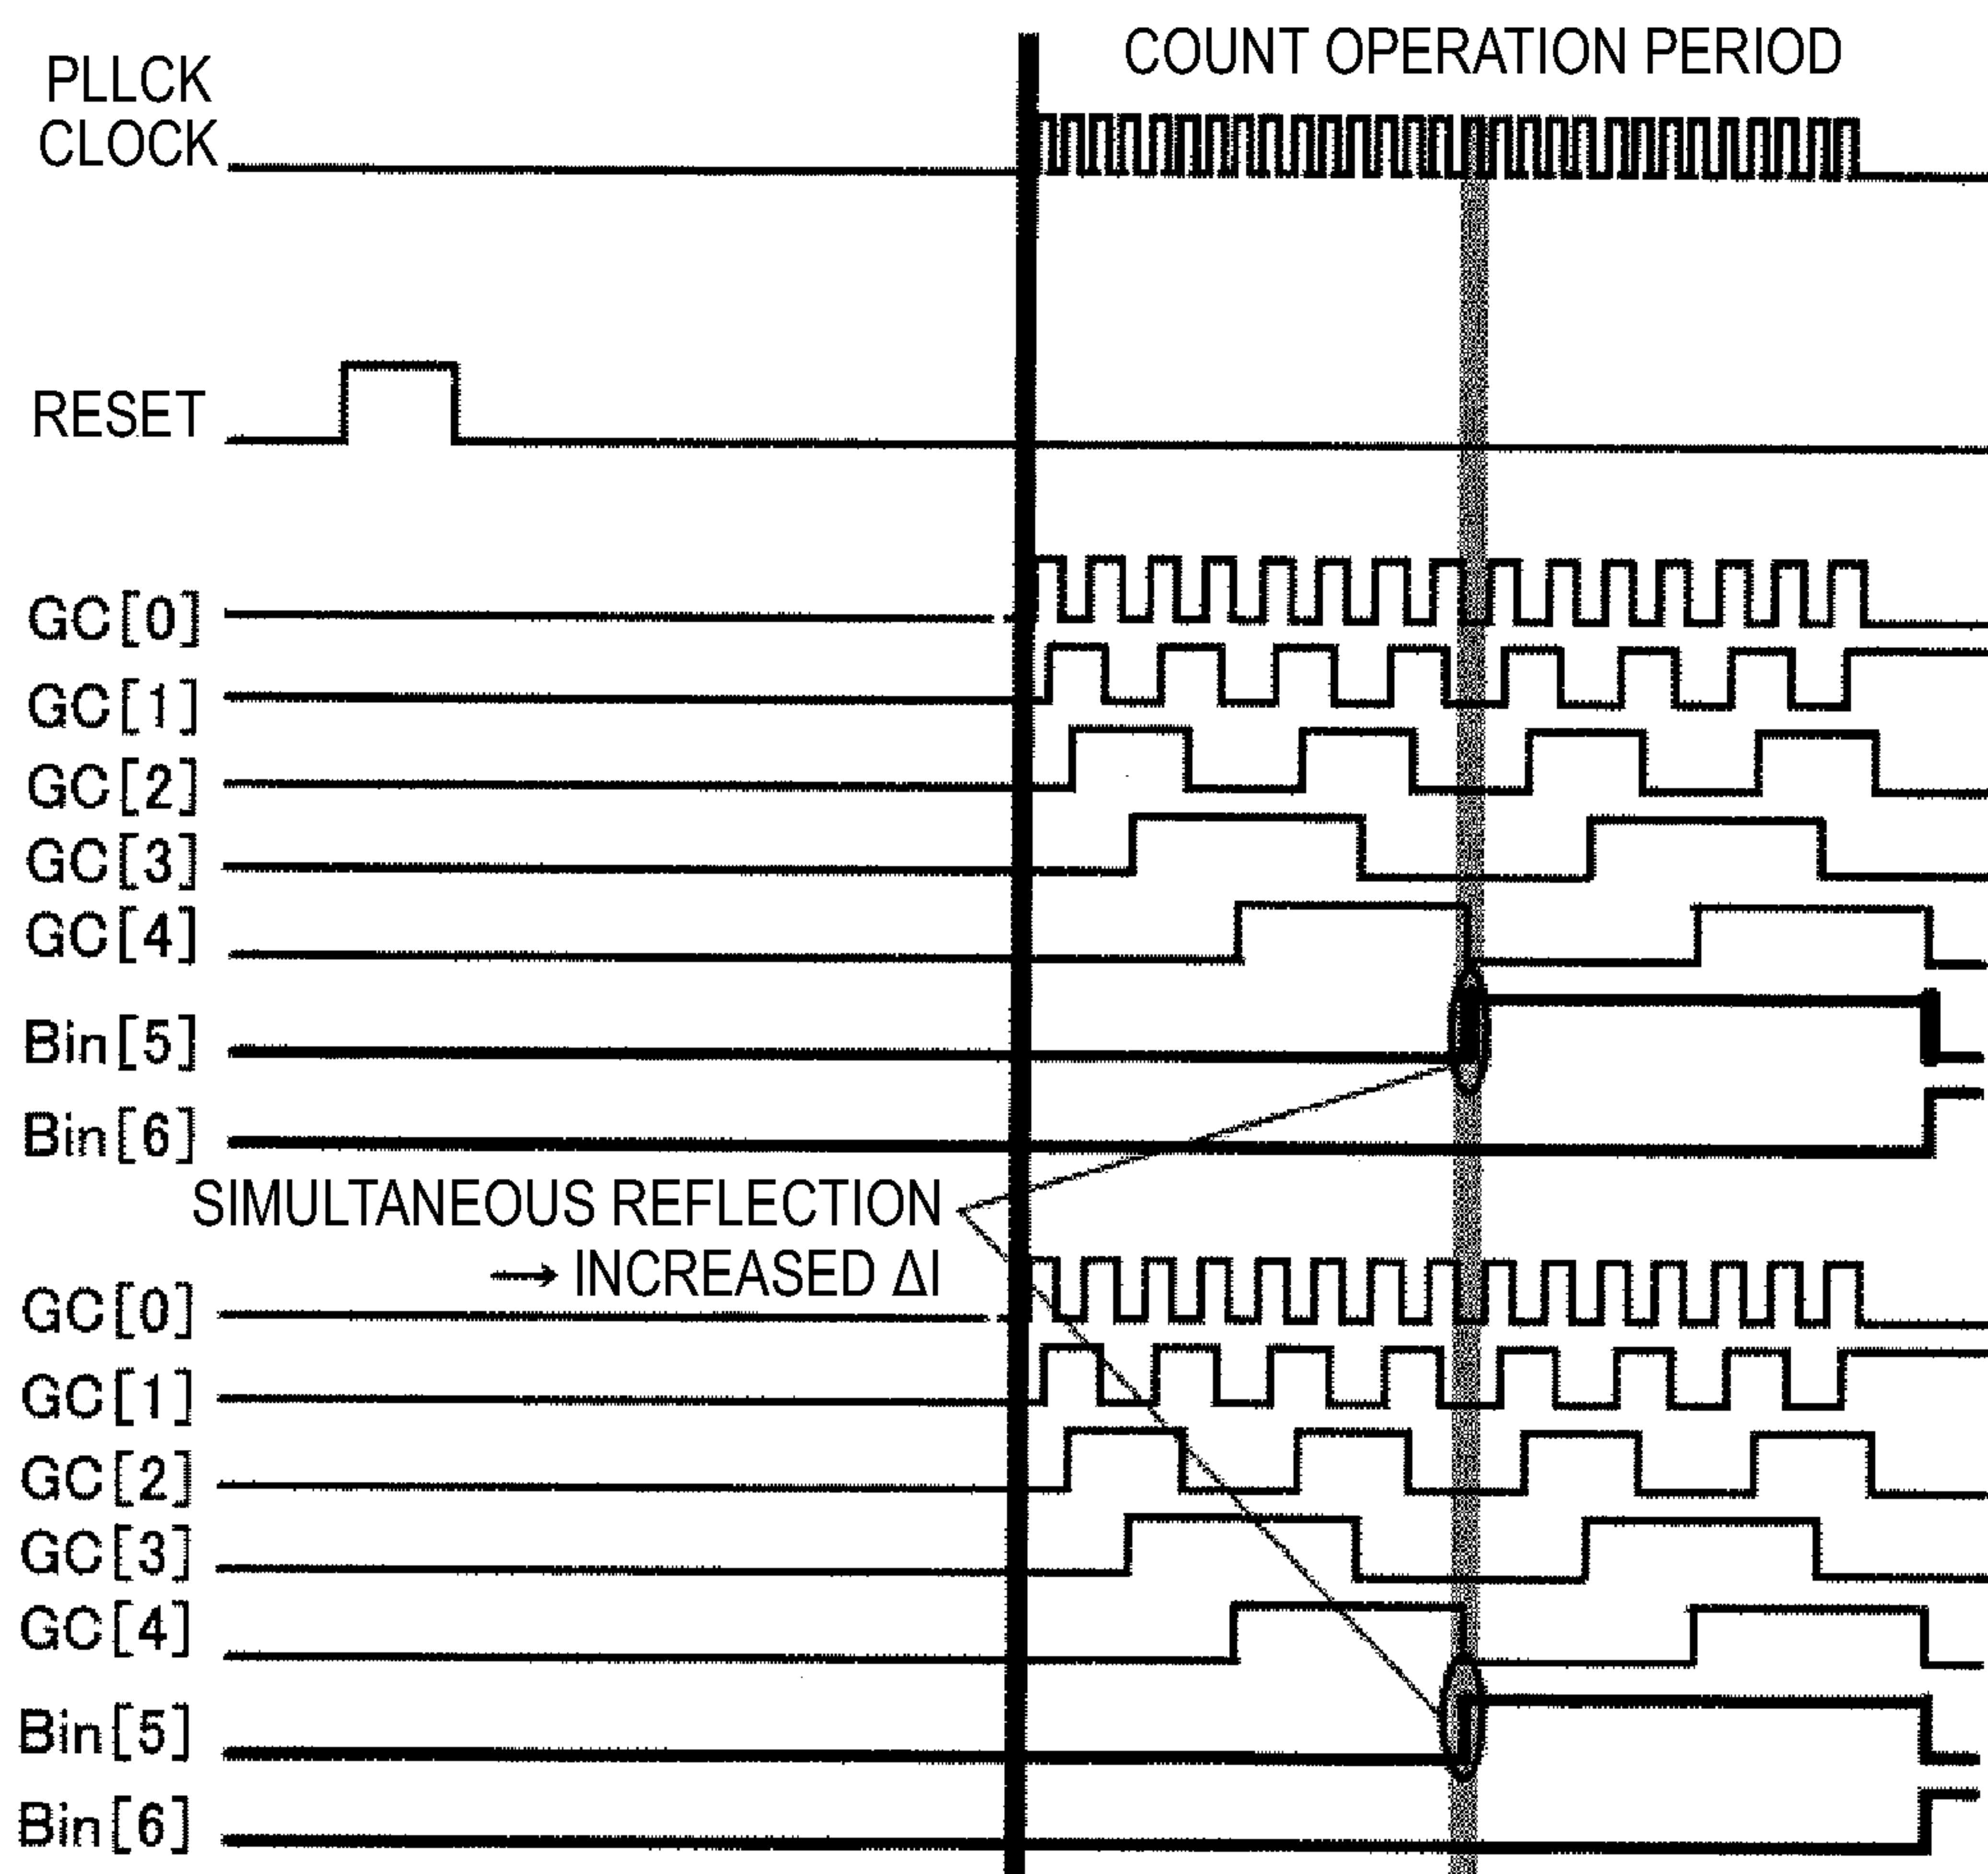 COUNT OPERATION PERIOD
PLLCK
CLOCK
RESET
GC[0]
GC[1]
GC[2]
GC[3]
GC[4]
Bin[5]
Bin[6]
SIMULTANEOUS REFLECTION
→ INCREASED ΔI
GC[0]
GC[1]
GC[2]
GC[3]
GC[4]
Bin[5]
Bin[6]